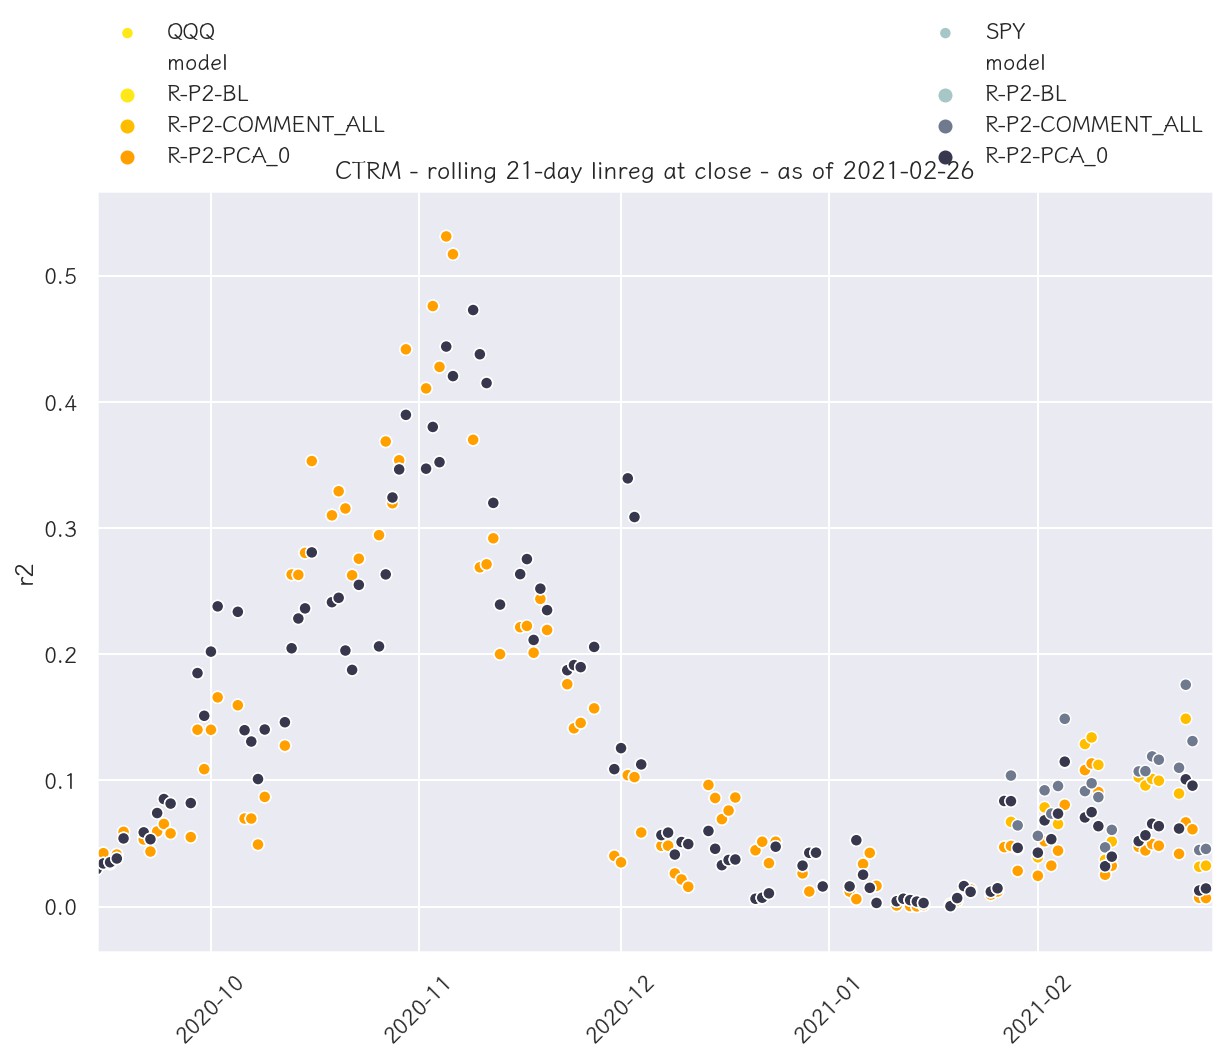 QQQ
model
R-P2-BL
R-P2-COMMENT_ALL
R-P2-PCA_0
SPY
model
R-P2-BL
R-P2-COMMENT_ALL
R-P2-PCA_0
CTRM - rolling 21-day linreg at close - as of 2021-02-26
r2
0.5
0.4
0.3
0.2
0.1
0.0
2020-10
2020-11
2020-12
2021-01
2021-02